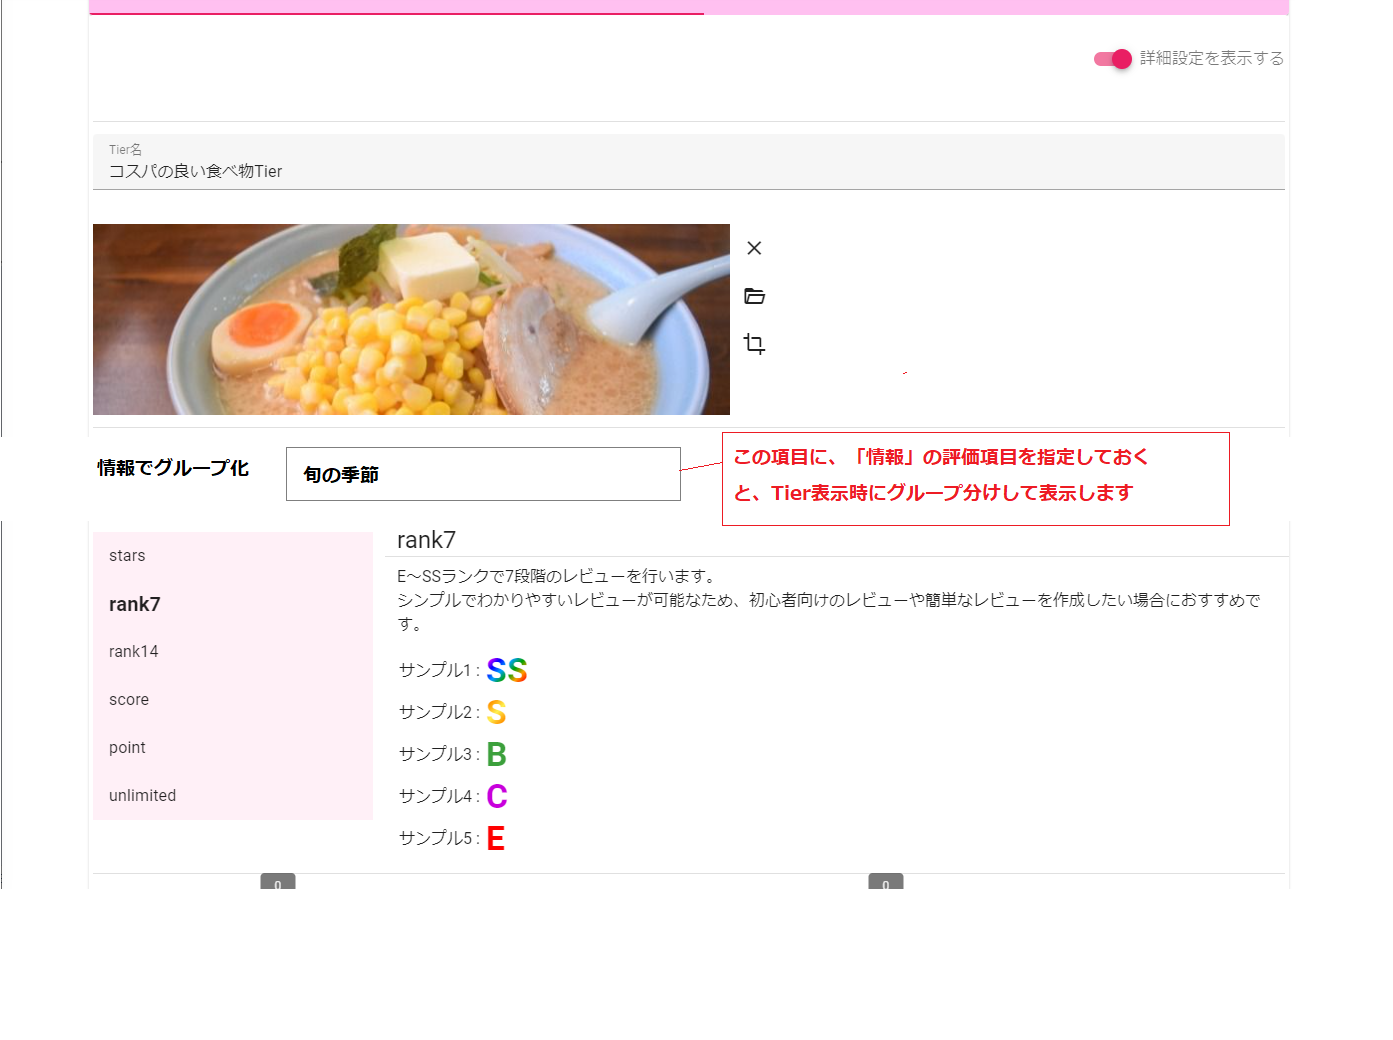 詳細設定を表示する
Tier名
コスパの良い食べ物Tier
情報でグループ化
旬の季節
この項目に、「情報」の評価項目を指定しておく
と、Tier表示時にグループ分けして表示します
stars
rank7
rank14
score
point
unlimited
rank7
E～SSランクで7段階のレビューを行います。
シンプルでわかりやすいレビューが可能なため、初心者向けのレビューや簡単なレビューを作成したい場合におすすめで
す。
サンプル1 : SS
サンプル2 : S
サンプル3 : B
サンプル4 : C
サンプル5 : E
0
0